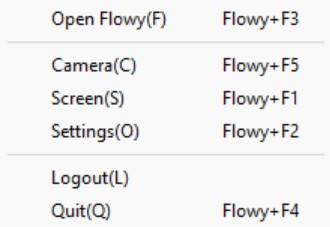 Open Flowy(F) Flowy+F3
Camera(C) Flowy+F5
Screen(S) Flowy+F1
Settings(O) Flowy+F2
Logout(L)
Quit(Q) Flowy+F4